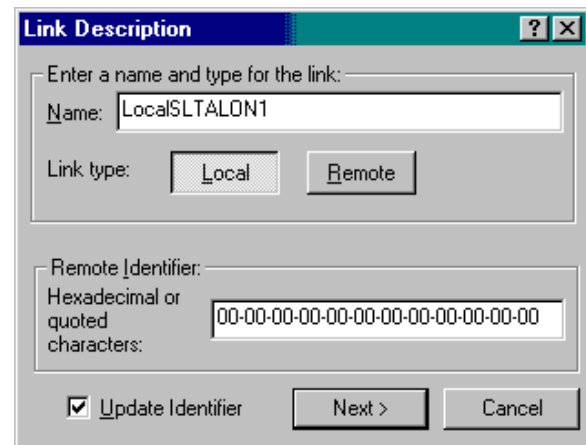 Link Description
Enter a name and type for the link:
Name: LocalSLTALON1
Link type: Local Remote
Remote Identifier:
Hexadecimal or
quoted
characters:
00-00-00-00-00-00-00-00-00-00-00-00
Update Identifier Next > Cancel